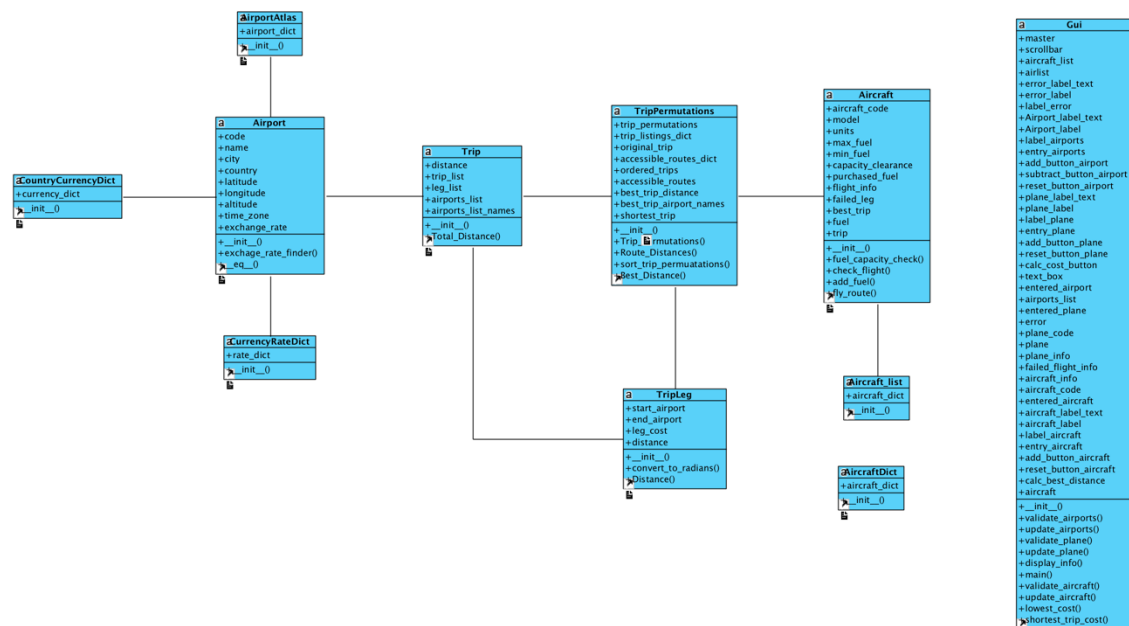 AirportAtlas
+airport_dict
+__init__()
Airport
+code
+name
+city
+country
+latitude
+longitude
+altitude
+time_zone
+exchange_rate
+__init__()
+exchage_rate_finder()
+__eq__()
CountryCurrencyDict
+currency_dict
+__init__()
CurrencyRateDict
+rate_dict
+__init__()
Trip
+distance
+trip_list
+leg_list
+airports_list
+airports_list_names
+__init__()
+Total_Distance()
TripPermutations
+trip_permutations
+trip_listings_dict
+original_trip
+accessible_routes_dict
+ordered_trips
+accessible_routes
+best_trip_distance
+best_trip_airport_names
+shortest_trip
+__init__()
+Trip_ rmutations()
+Route_Distances()
+sort_trip_permuatations()
+Best_Distance()
TripLeg
+start_airport
+end_airport
+leg_cost
+distance
+__init__()
+convert_to_radians()
+Distance()
Aircraft
+aircraft_code
+model
+units
+max_fuel
+min_fuel
+capacity_clearance
+purchased_fuel
+flight_info
+failed_leg
+best_trip
+fuel
+trip
+__init__()
+fuel_capacity_check()
+check_flight()
+add_fuel()
+fly_route()
Aircraft_list
+aircraft_dict
+__init__()
AircraftDict
+aircraft_dict
+__init__()
Gui
+master
+scrollbar
+aircraft_list
+airlist
+error_label_text
+error_label
+label_error
+Airport_label_text
+Airport_label
+label_airports
+entry_airports
+add_button_airport
+subtract_button_airport
+reset_button_airport
+plane_label_text
+plane_label
+label_plane
+entry_plane
+add_button_plane
+reset_button_plane
+calc_cost_button
+text_box
+entered_airport
+airports_list
+entered_plane
+error
+plane_code
+plane
+plane_info
+failed_flight_info
+aircraft_info
+aircraft_code
+entered_aircraft
+aircraft_label_text
+aircraft_label
+label_aircraft
+entry_aircraft
+add_button_aircraft
+reset_button_aircraft
+calc_best_distance
+aircraft
+__init__()
+validate_airports()
+update_airports()
+validate_plane()
+update_plane()
+display_info()
+main()
+validate_aircraft()
+update_aircraft()
+lowest_cost()
+shortest_trip_cost()